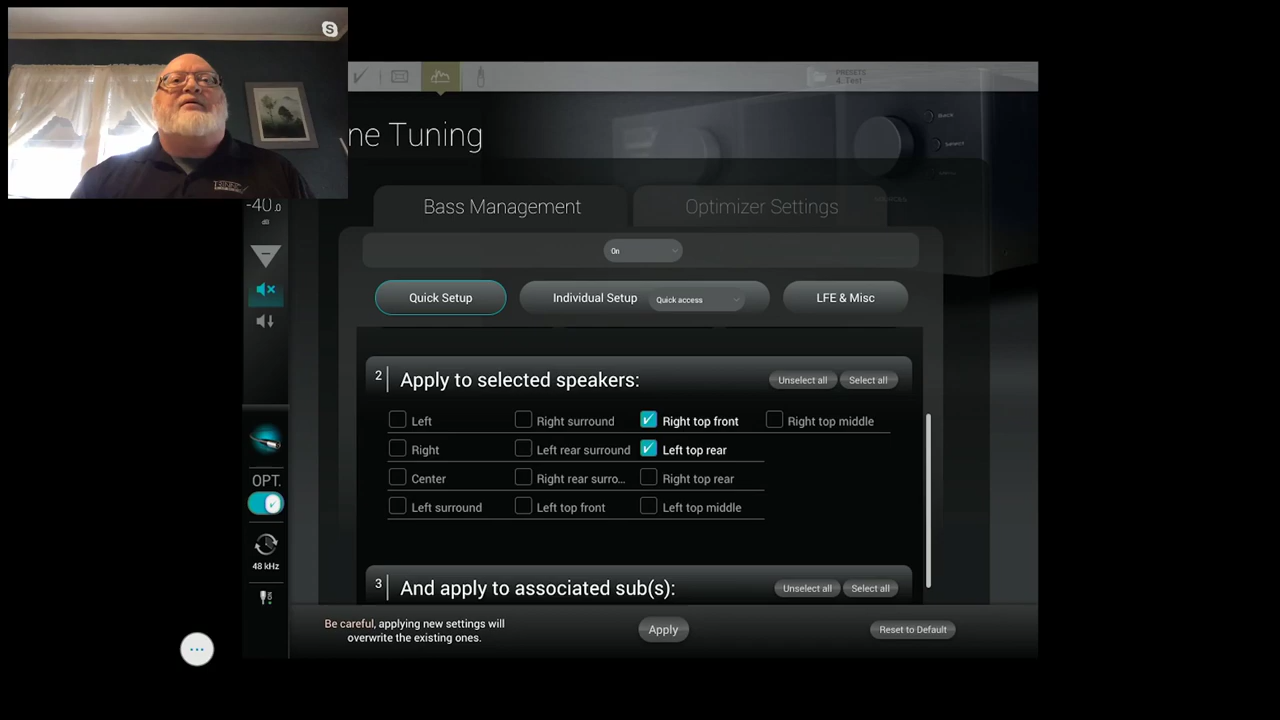 PRESETS
4. Test
ne Tuning
-40.0
dB
Bass Management
Optimizer Settings
On
Quick Setup
Individual Setup
Quick access
LFE & Misc
2
Apply to selected speakers:
Unselect all
Select all
Left
Right surround
Right top front
Right top middle
Right
Left rear surround
Left top rear
Center
Right rear surro...
Right top rear
Left surround
Left top front
Left top middle
OPT.
48 kHz
3
And apply to associated sub(s):
Unselect all
Select all
Be careful, applying new settings will
overwrite the existing ones.
Apply
Reset to Default